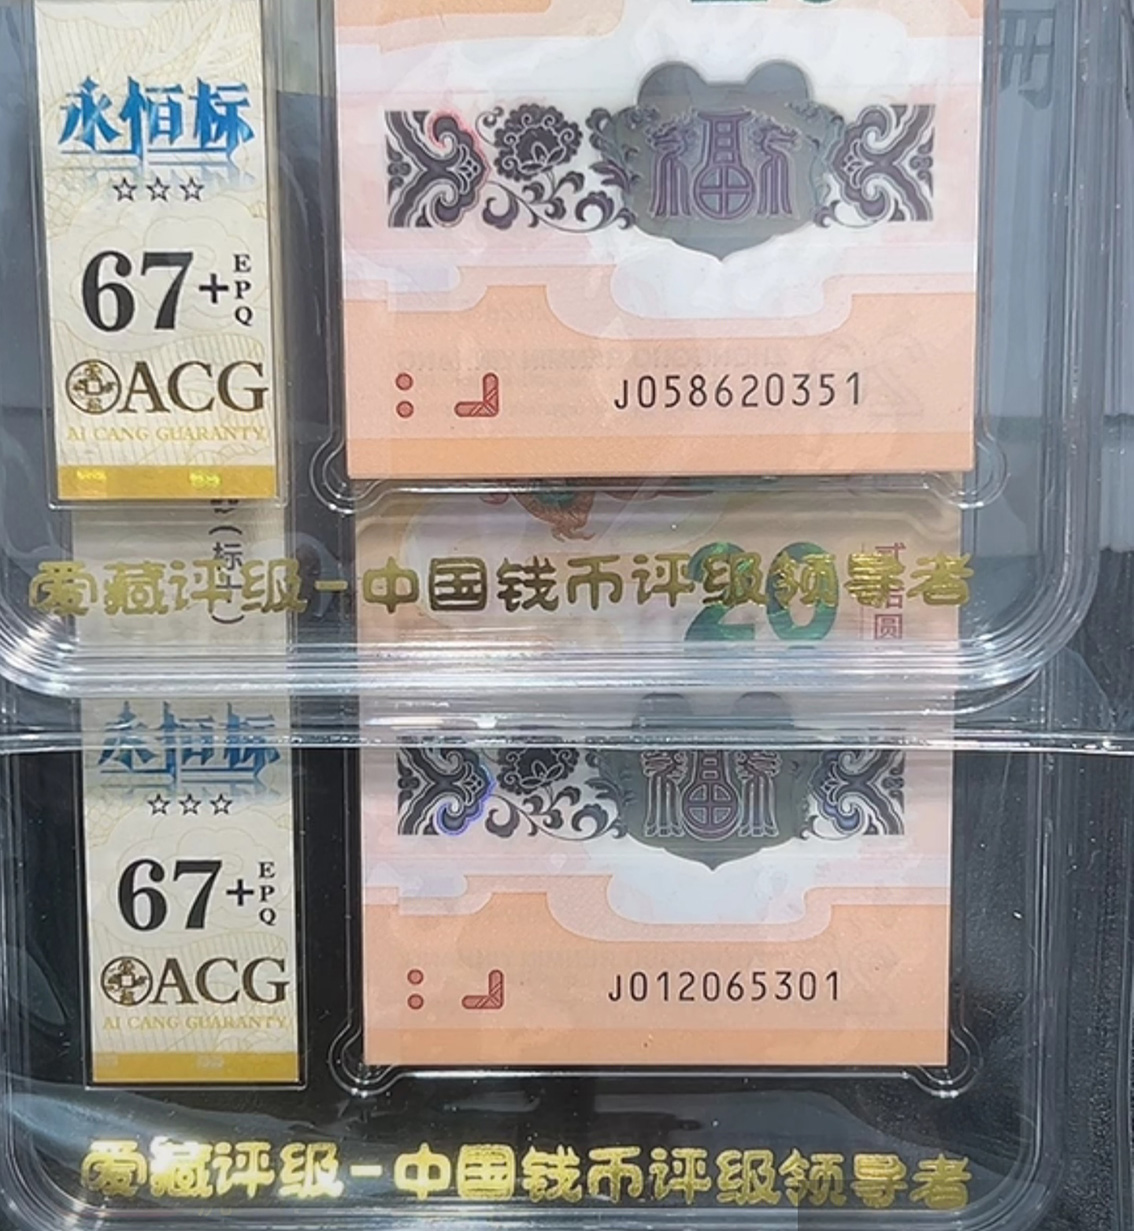 永恒标
☆☆☆
67+EPQ
ACG
AI CANG GUARANTY
福
J058620351
爱藏评级-中国钱币评级领导者
20
永恒标
☆☆☆
67+EPQ
ACG
AI CANG GUARANTY
福
J012065301
爱藏评级-中国钱币评级领导者